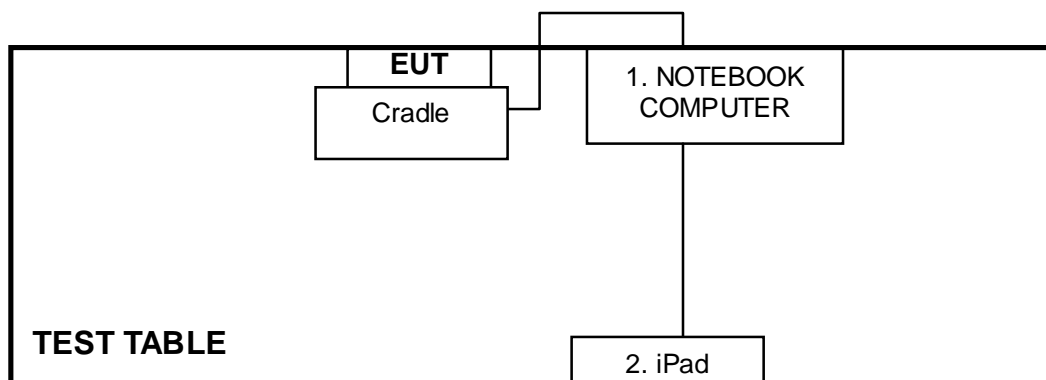 EUT
Cradle
1. NOTEBOOK
COMPUTER
TEST TABLE
2. iPad